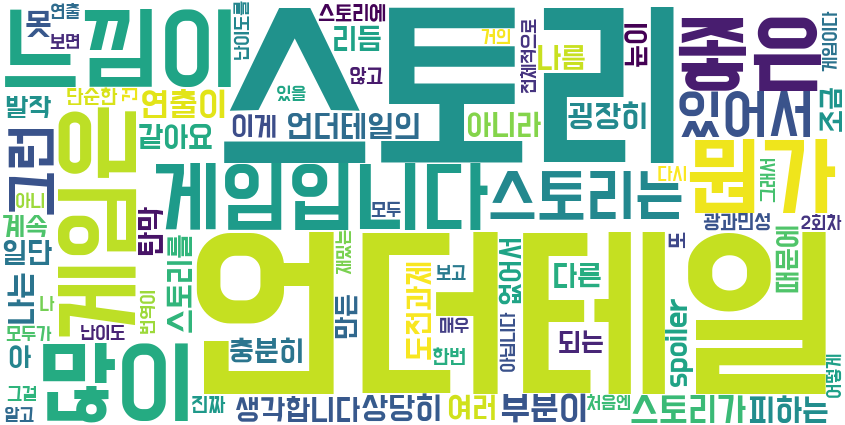 못
연출
보면
느낌이
난이도를
스토리에
리듬
않고
스토리
거의
전체적으로
나름
눈이
좋은
게임이다
발작
단순한
전
연출이
있을
이게
언더테일의
아니라
굉장히
있어서
조금
그런
게임은
같아요
게임입니다
스토리는
다시
뭔가
그래서
아니
계속
탄막
모두
광과민성
2회차
일단
스토리를
재밌는
언더테일
보고
없어서
다른
또
때문에
나는
나
번역이
모두가
난이도
만든
도전과제
매우
한번
아닙니다
되는
spoiler
아
많이
충분히
어떻게
그걸
알고
진짜
생각합니다
상당히
여러
부분이
처음엔
스토리가
피하는